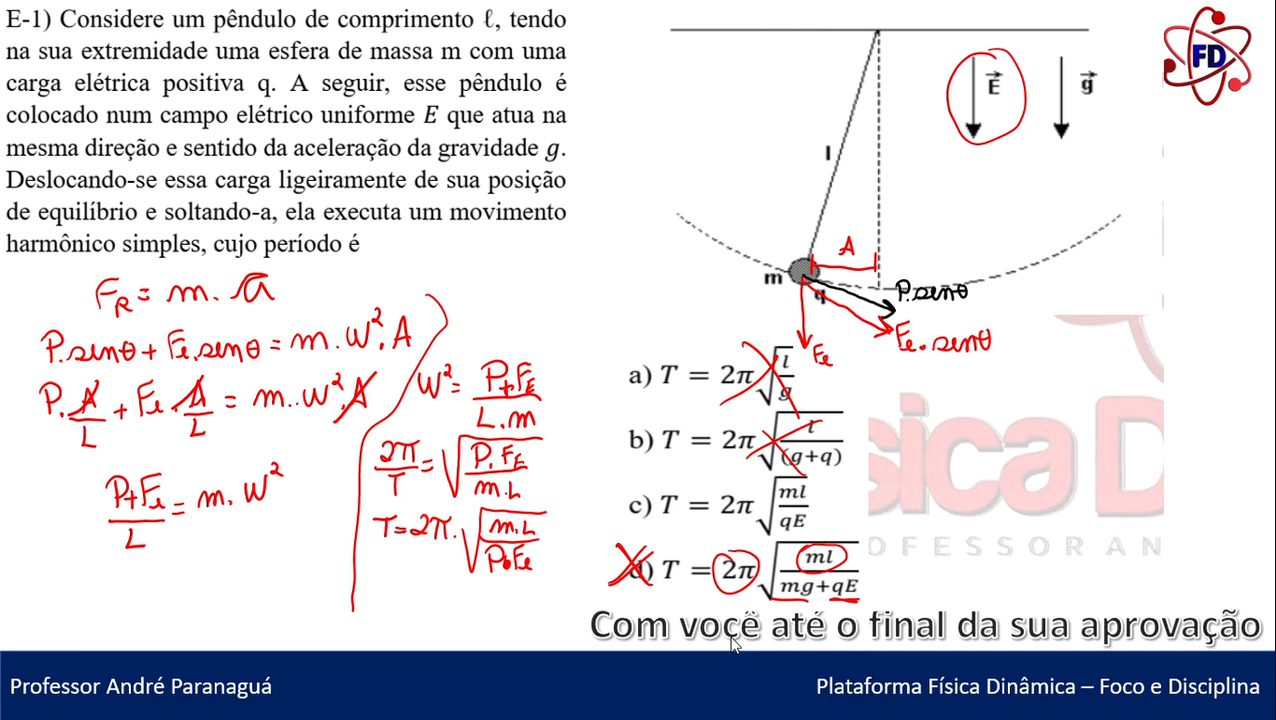 E-1) Considere um pêndulo de comprimento ℓ, tendo
na sua extremidade uma esfera de massa m com uma
carga elétrica positiva q. A seguir, esse pêndulo é
colocado num campo elétrico uniforme E que atua na
mesma direção e sentido da aceleração da gravidade g.
Deslocando-se essa carga ligeiramente de sua posição
de equilíbrio e soltando-a, ela executa um movimento
harmônico simples, cujo período é
F_R = m. a
P.senθ + Fe.senθ = m.w².A
P.A/L + Fe.A/L = m.w².A
P+Fe/L = m.w²
w² = P+FE/L.m
2π/T = √(P+FE/m.L)
T=2π.√(m.L/P+Fe)
FD
E
g
l
A
m
q
P.senθ
Fe.senθ
Fe
a) T = 2π√(l/g)
b) T = 2π√(l/(g+q))
c) T = 2π√(ml/qE)
d) T = 2π√(ml/mg+qE)
sica D
OFESSOR AN
Com você até o final da sua aprovação
Professor André Paranaguá
Plataforma Física Dinâmica – Foco e Disciplina